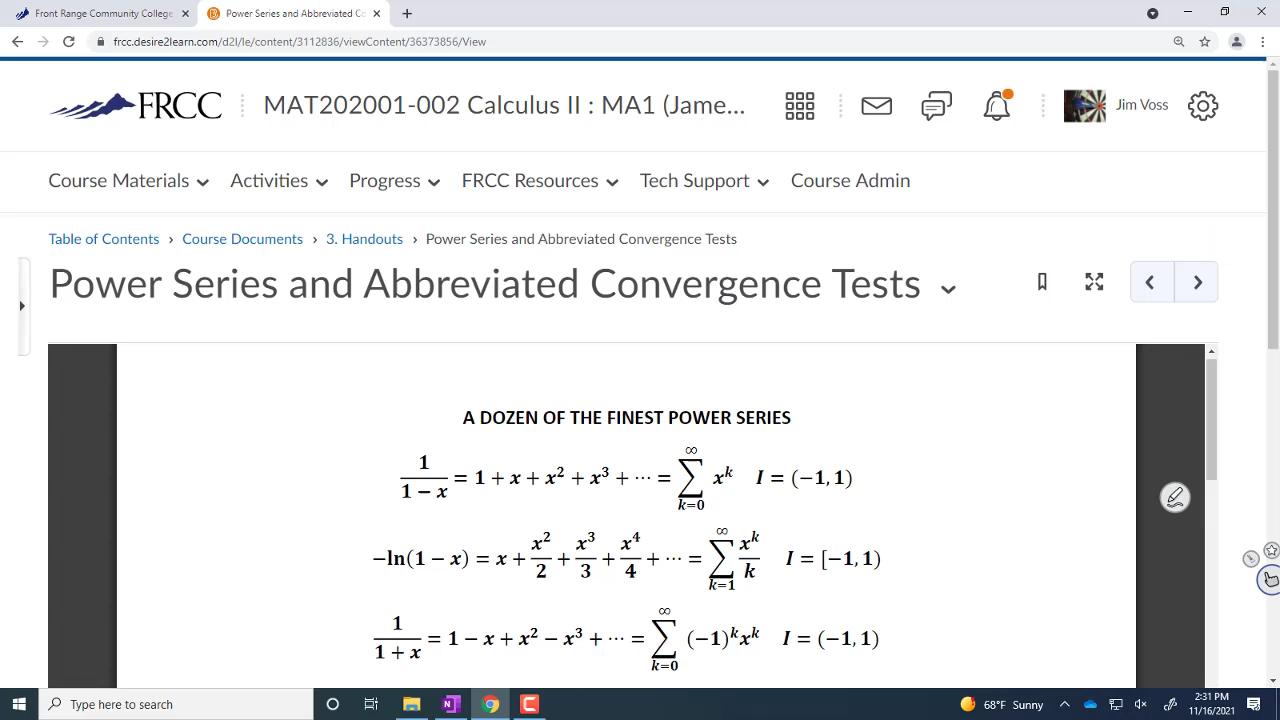 Front Range Community College
Power Series and Abbreviated Co
frcc.desire2learn.com/d2l/le/content/3112836/viewContent/36373856/View
FRCC
MAT202001-002 Calculus II : MA1 (Jame...
Jim Voss
Course Materials Activities Progress FRCC Resources Tech Support Course Admin
Table of Contents › Course Documents › 3. Handouts › Power Series and Abbreviated Convergence Tests
Power Series and Abbreviated Convergence Tests
A DOZEN OF THE FINEST POWER SERIES
1/(1 − x) = 1 + x + x² + x³ + ⋯ = ∑_{k=0}^{∞} x^k I = (−1, 1)
−ln(1 − x) = x + x²/2 + x³/3 + x⁴/4 + ⋯ = ∑_{k=1}^{∞} x^k/k I = [−1, 1)
1/(1 + x) = 1 − x + x² − x³ + ⋯ = ∑_{k=0}^{∞} (−1)^k x^k I = (−1, 1)
Type here to search
68°F Sunny
2:31 PM
11/16/2021